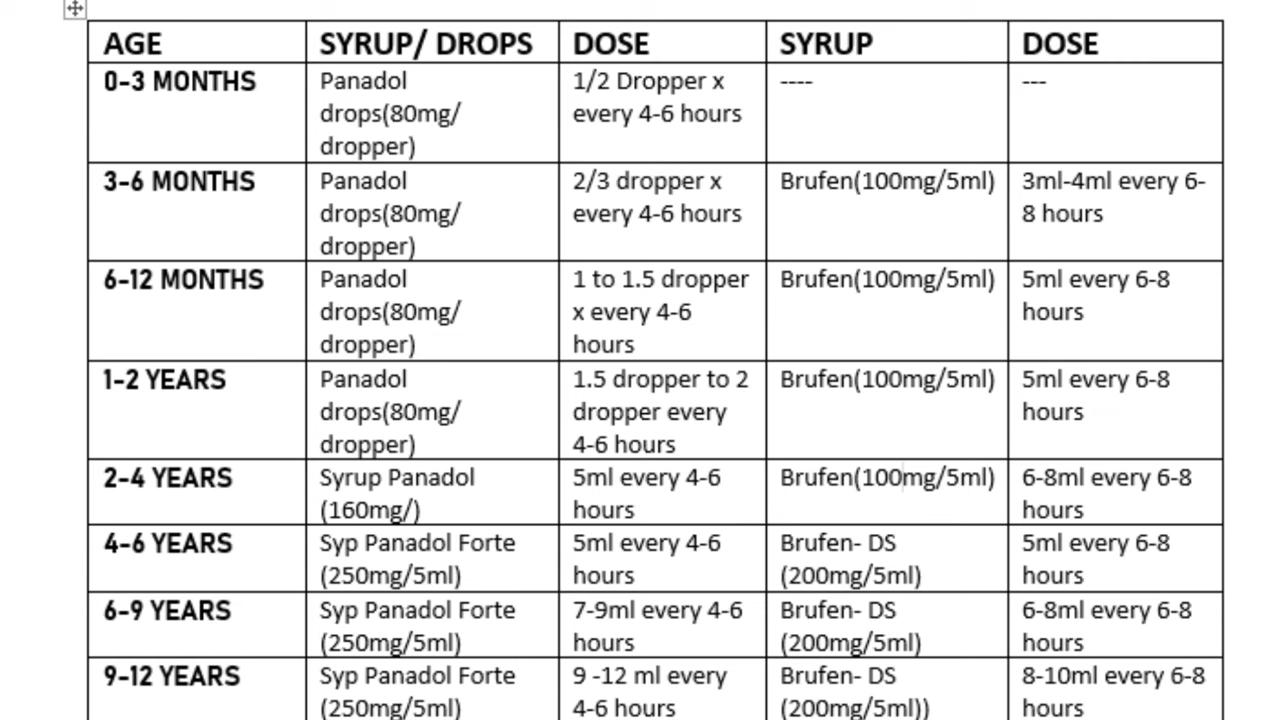 AGE SYRUP/ DROPS DOSE SYRUP DOSE
0-3 MONTHS Panadol 1/2 Dropper x ---- ---
drops(80mg/ every 4-6 hours
dropper)
3-6 MONTHS Panadol 2/3 dropper x Brufen(100mg/5ml) 3ml-4ml every 6-
drops(80mg/ every 4-6 hours 8 hours
dropper)
6-12 MONTHS Panadol 1 to 1.5 dropper Brufen(100mg/5ml) 5ml every 6-8
drops(80mg/ x every 4-6 hours
dropper) hours
1-2 YEARS Panadol 1.5 dropper to 2 Brufen(100mg/5ml) 5ml every 6-8
drops(80mg/ dropper every hours
dropper) 4-6 hours
2-4 YEARS Syrup Panadol 5ml every 4-6 Brufen(100mg/5ml) 6-8ml every 6-8
(160mg/) hours hours
4-6 YEARS Syp Panadol Forte 5ml every 4-6 Brufen- DS 5ml every 6-8
(250mg/5ml) hours (200mg/5ml) hours
6-9 YEARS Syp Panadol Forte 7-9ml every 4-6 Brufen- DS 6-8ml every 6-8
(250mg/5ml) hours (200mg/5ml) hours
9-12 YEARS Syp Panadol Forte 9 -12 ml every Brufen- DS 8-10ml every 6-8
(250mg/5ml) 4-6 hours (200mg/5ml)) hours